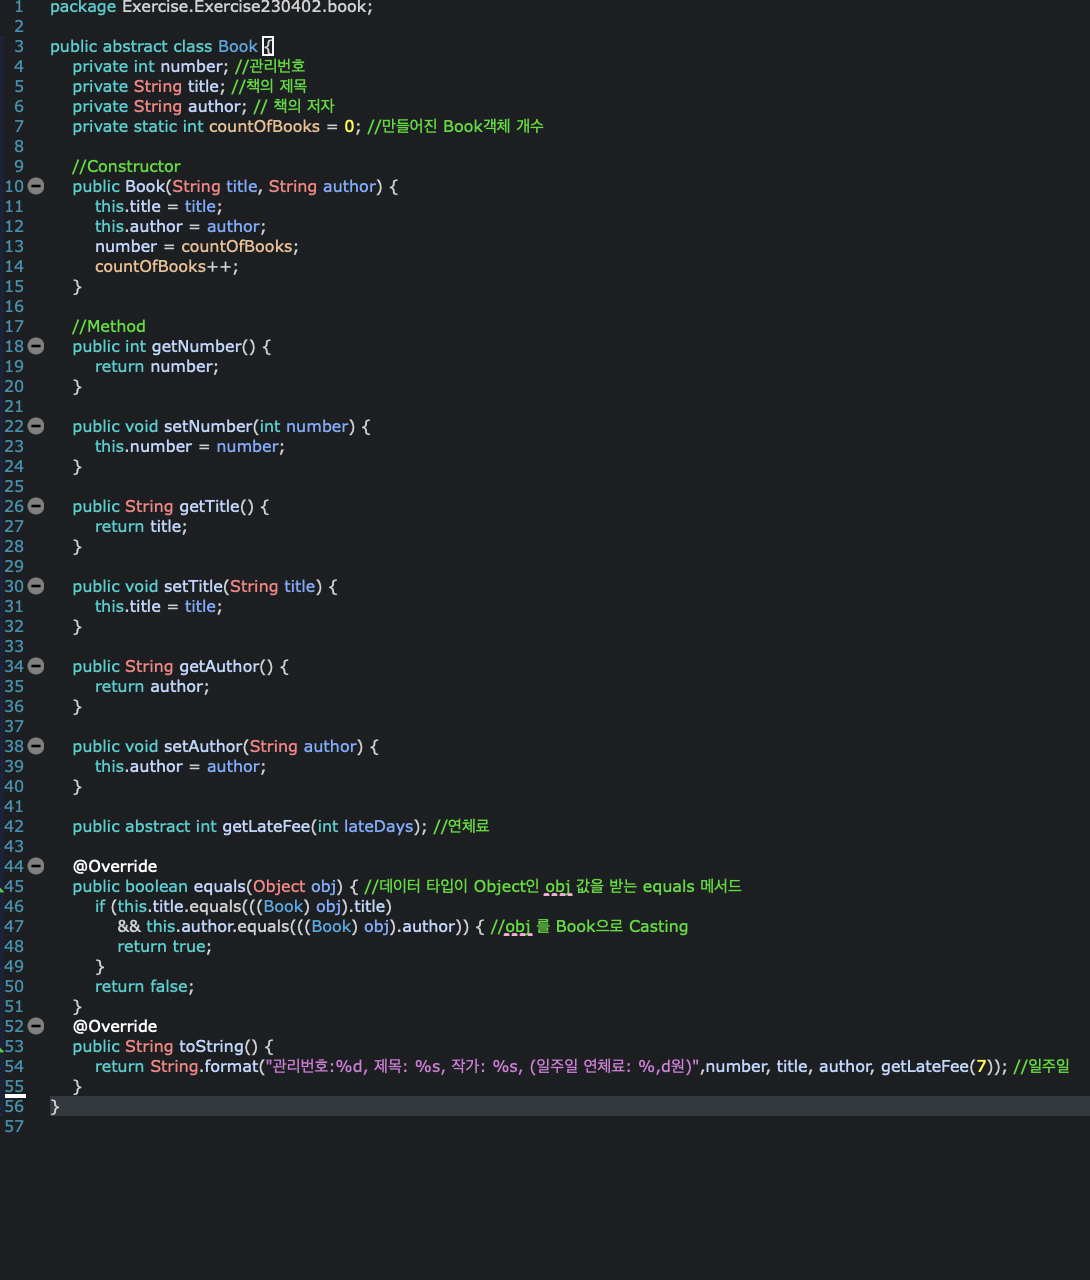 1 package Exercise.Exercise230402.book;
2
3 public abstract class Book {
4 private int number; //관리번호
5 private String title; //책의 제목
6 private String author; // 책의 저자
7 private static int countOfBooks = 0; //만들어진 Book객체 개수
8
9 //Constructor
10 public Book(String title, String author) {
11 this.title = title;
12 this.author = author;
13 number = countOfBooks;
14 countOfBooks++;
15 }
16
17 //Method
18 public int getNumber() {
19 return number;
20 }
21
22 public void setNumber(int number) {
23 this.number = number;
24 }
25
26 public String getTitle() {
27 return title;
28 }
29
30 public void setTitle(String title) {
31 this.title = title;
32 }
33
34 public String getAuthor() {
35 return author;
36 }
37
38 public void setAuthor(String author) {
39 this.author = author;
40 }
41
42 public abstract int getLateFee(int lateDays); //연체료
43
44 @Override
45 public boolean equals(Object obj) { //데이터 타입이 Object인 obj 값을 받는 equals 메서드
46 if (this.title.equals(((Book) obj).title)
47 && this.author.equals(((Book) obj).author)) { //obj 를 Book으로 Casting
48 return true;
49 }
50 return false;
51 }
52 @Override
53 public String toString() {
54 return String.format("관리번호:%d, 제목: %s, 작가: %s, (일주일 연체료: %,d원)",number, title, author, getLateFee(7)); //일주일
55 }
56 }
57